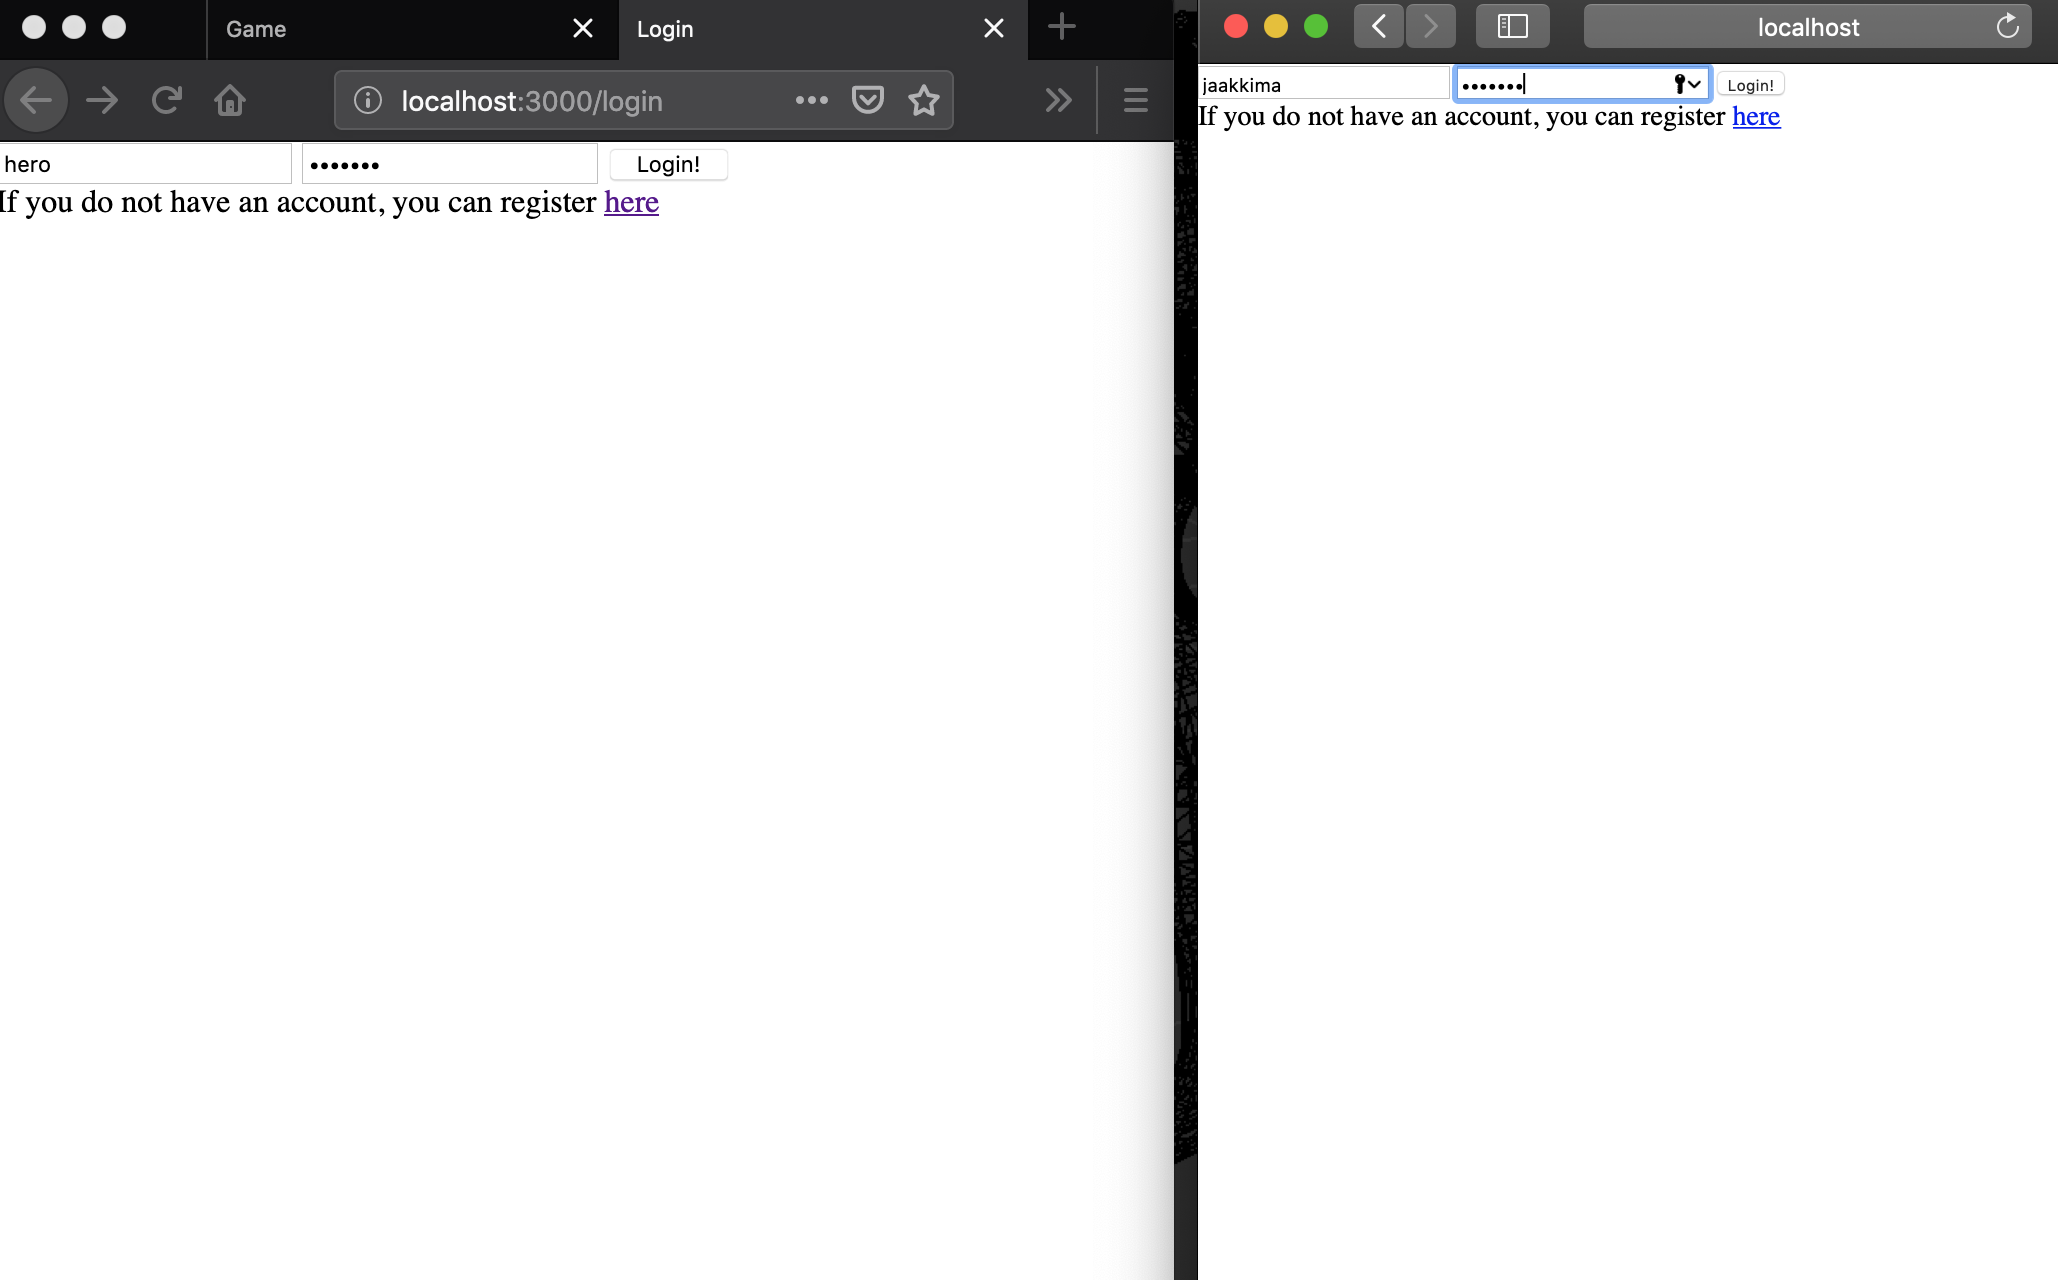 Game
Login
localhost:3000/login
hero
•••••••
Login!
If you do not have an account, you can register here
localhost
jaakkima
•••••••
Login!
If you do not have an account, you can register here